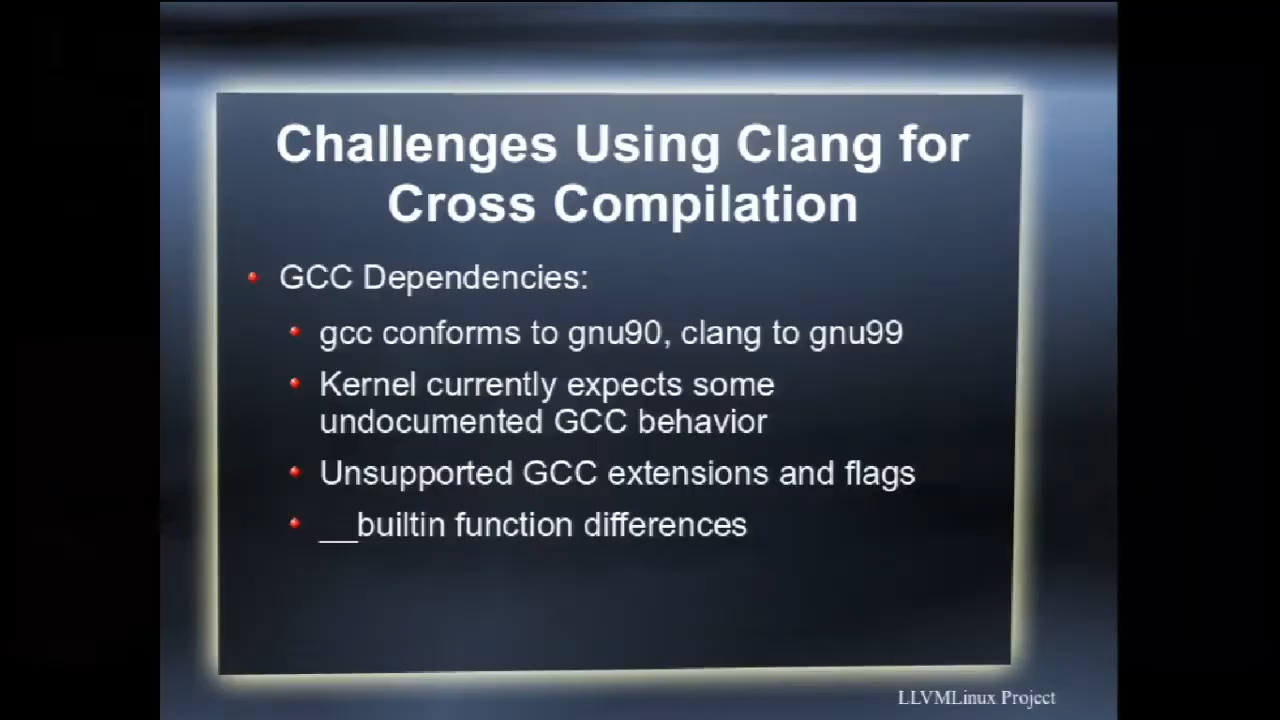 Challenges Using Clang for
Cross Compilation
GCC Dependencies:
gcc conforms to gnu90, clang to gnu99
Kernel currently expects some
undocumented GCC behavior
Unsupported GCC extensions and flags
__builtin function differences
LLVMLinux Project